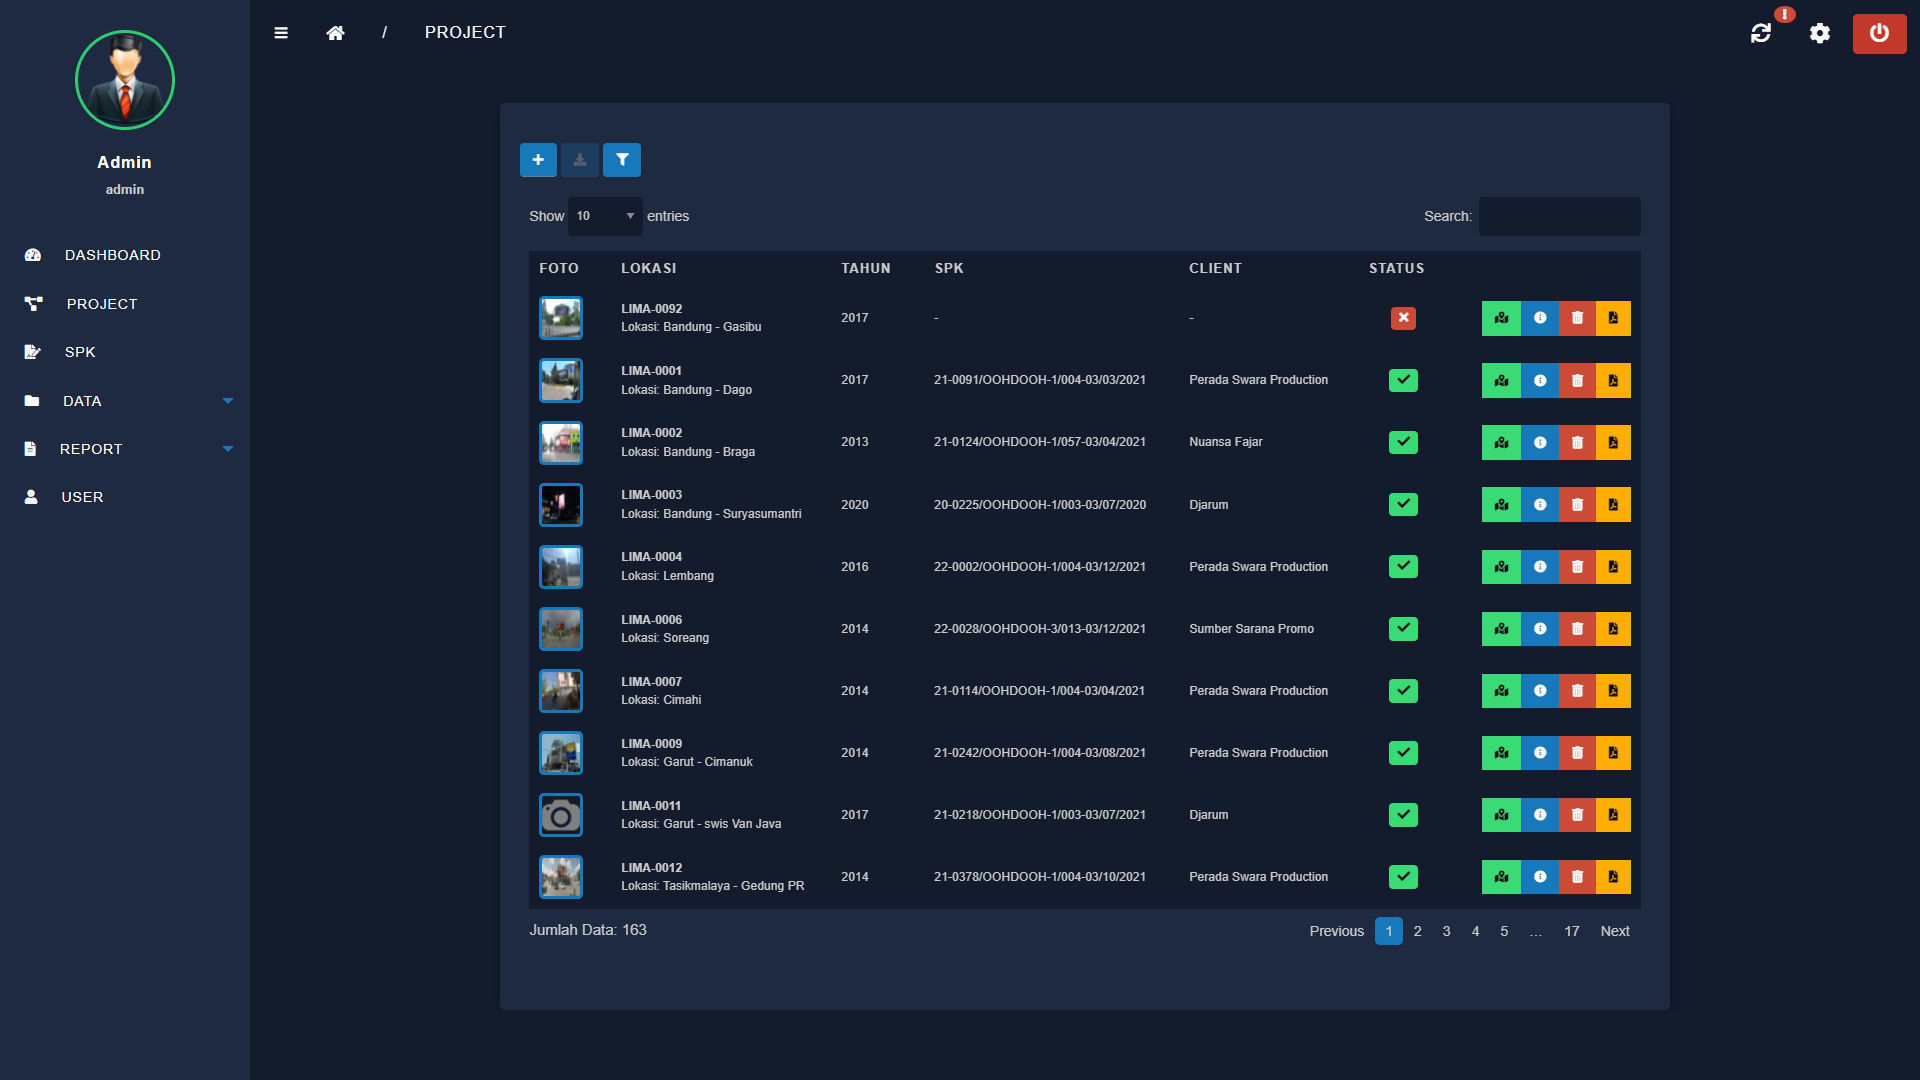 / PROJECT
Admin
admin
DASHBOARD
PROJECT
SPK
DATA
REPORT
USER
Show 10 entries
Search:
FOTO LOKASI TAHUN SPK CLIENT STATUS
LIMA-0092
Lokasi: Bandung - Gasibu
2017 - -
LIMA-0001
Lokasi: Bandung - Dago
2017 21-0091/OOHDOOH-1/004-03/03/2021 Perada Swara Production
LIMA-0002
Lokasi: Bandung - Braga
2013 21-0124/OOHDOOH-1/057-03/04/2021 Nuansa Fajar
LIMA-0003
Lokasi: Bandung - Suryasumantri
2020 20-0225/OOHDOOH-1/003-03/07/2020 Djarum
LIMA-0004
Lokasi: Lembang
2016 22-0002/OOHDOOH-1/004-03/12/2021 Perada Swara Production
LIMA-0006
Lokasi: Soreang
2014 22-0028/OOHDOOH-3/013-03/12/2021 Sumber Sarana Promo
LIMA-0007
Lokasi: Cimahi
2014 21-0114/OOHDOOH-1/004-03/04/2021 Perada Swara Production
LIMA-0009
Lokasi: Garut - Cimanuk
2014 21-0242/OOHDOOH-1/004-03/08/2021 Perada Swara Production
LIMA-0011
Lokasi: Garut - swis Van Java
2017 21-0218/OOHDOOH-1/003-03/07/2021 Djarum
LIMA-0012
Lokasi: Tasikmalaya - Gedung PR
2014 21-0378/OOHDOOH-1/004-03/10/2021 Perada Swara Production
Jumlah Data: 163
Previous 1 2 3 4 5 … 17 Next